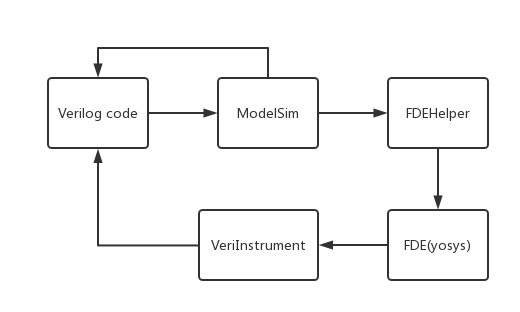 Verilog code
ModelSim
FDEHelper
VeriInstrument
FDE(yosys)